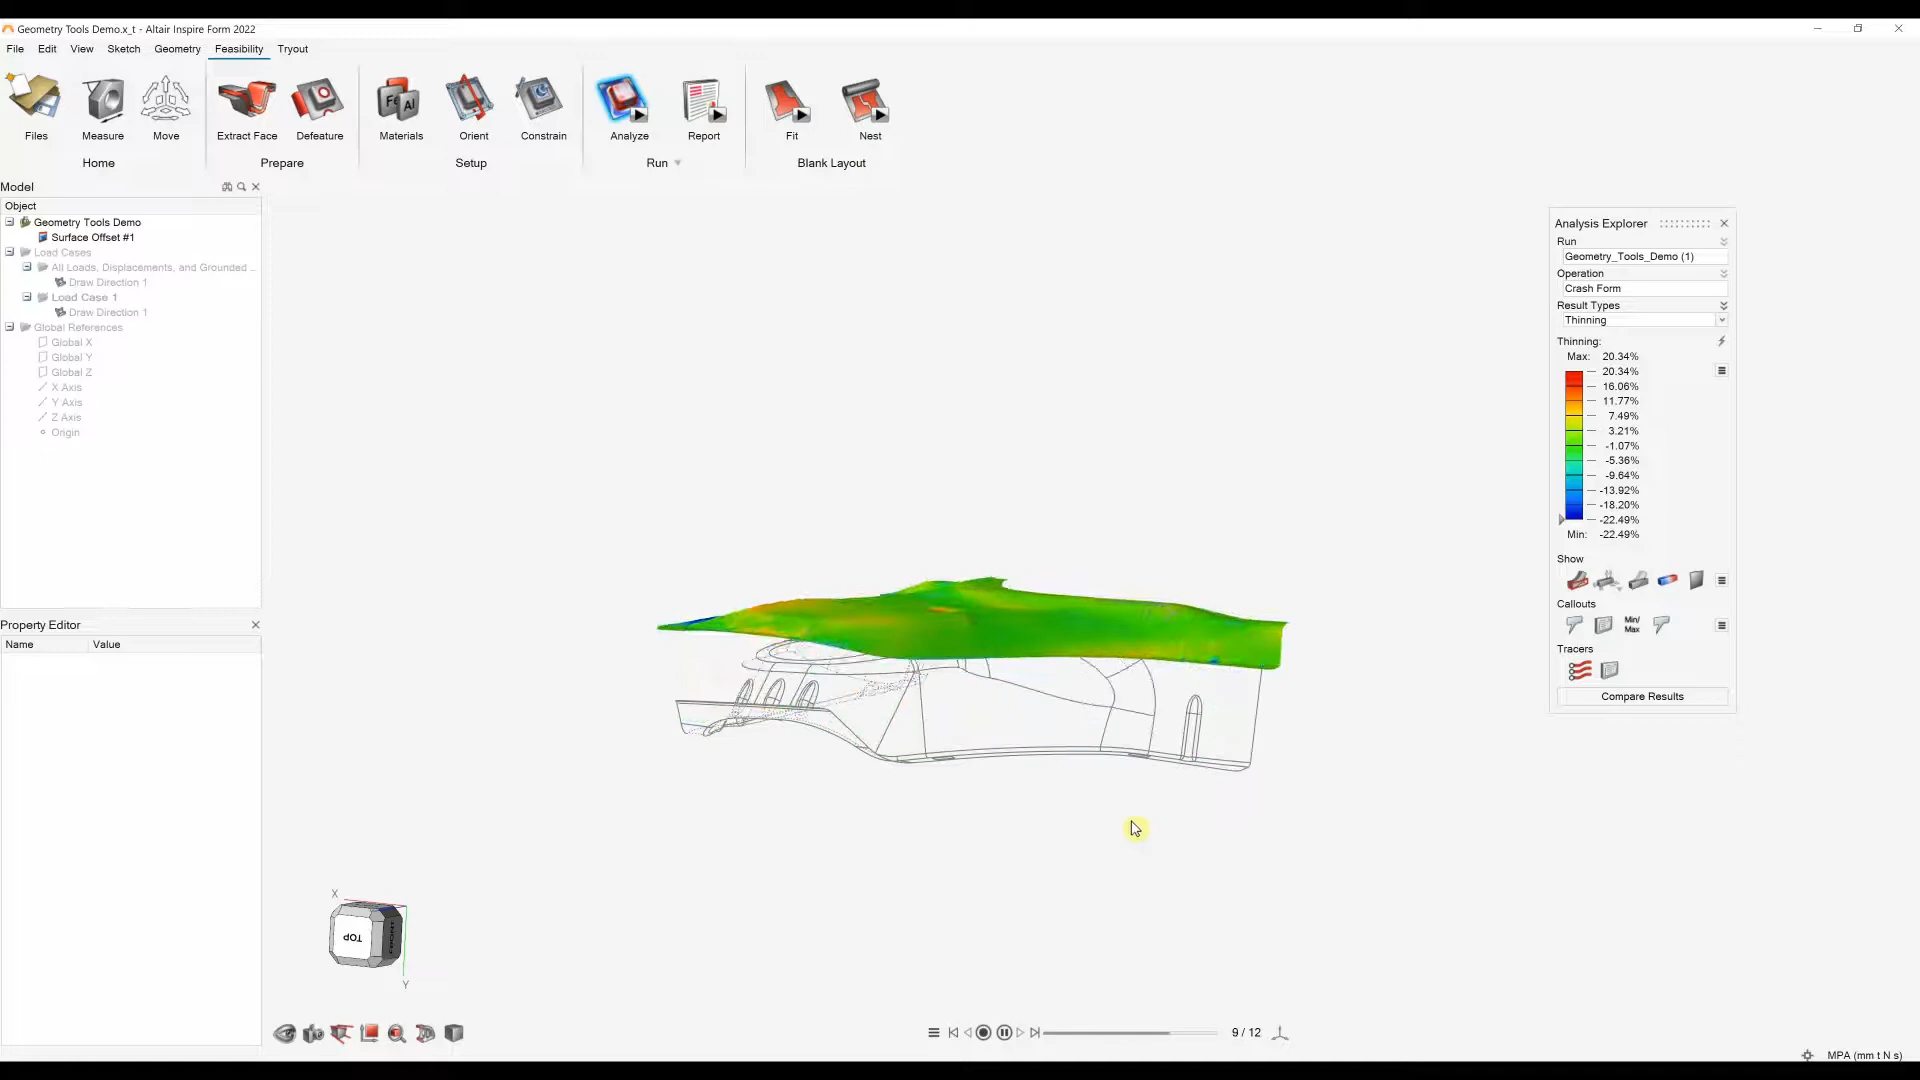 Geometry Tools Demo.x_t - Altair Inspire Form 2022
File Edit View Sketch Geometry Feasibility Tryout
Files Measure Move Extract Face Defeature Materials Orient Constrain Analyze Report Fit Nest
Home Prepare Setup Run Blank Layout
Model
Object
Geometry Tools Demo
Surface Offset #1
Load Cases
All Loads, Displacements, and Grounded ...
Draw Direction 1
Load Case 1
Draw Direction 1
Global References
Global X
Global Y
Global Z
X Axis
Y Axis
Z Axis
Origin
Property Editor
Name Value
Analysis Explorer
Run
Geometry_Tools_Demo (1)
Operation
Crash Form
Result Types
Thinning
Thinning:
Max: 20.34%
20.34%
16.06%
11.77%
7.49%
3.21%
-1.07%
-5.36%
-9.64%
-13.92%
-18.20%
-22.49%
Min: -22.49%
Show
Callouts
Min/
Max
Tracers
Compare Results
X
TOP
Y
9 / 12
MPA (mm t N s)